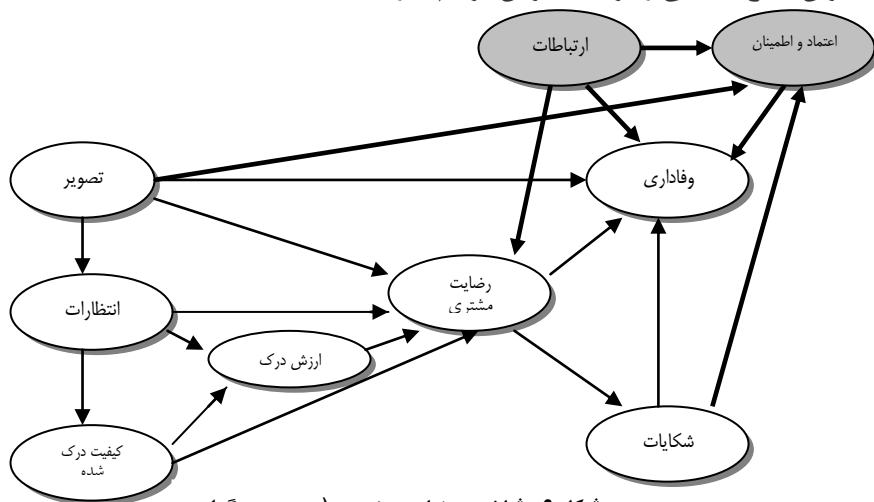 ارتباطات
اعتماد و اطمینان
تصویر
وفاداری
رضایت
مشتری
انتظارات
ارزش درک
کیفیت درک
شده
شکایات